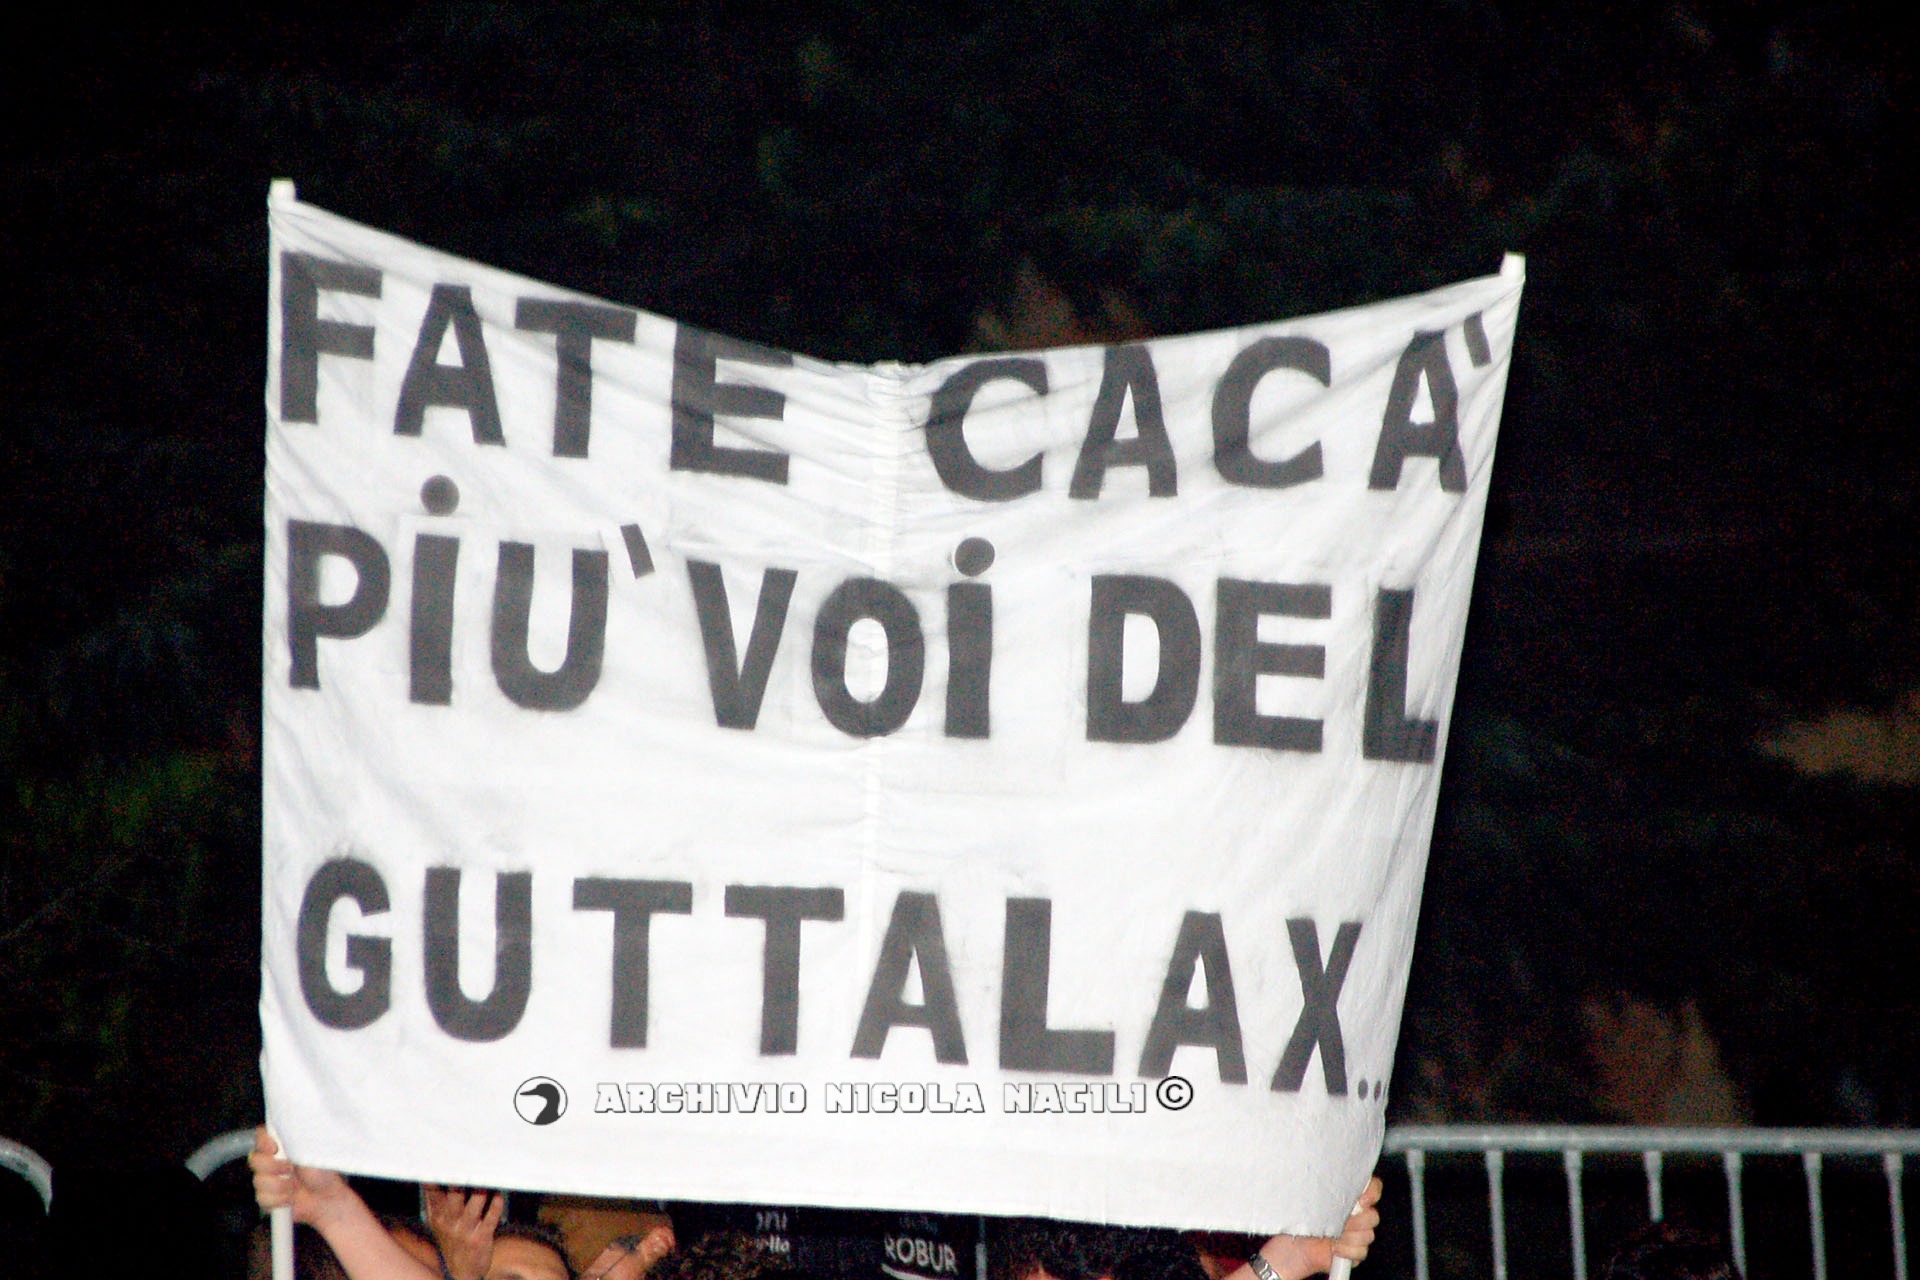 FATE CACA'
PiU' VOi DEL
GUTTALAX...
ARCHIVIO NICOLA NATILI ©
ROBUR